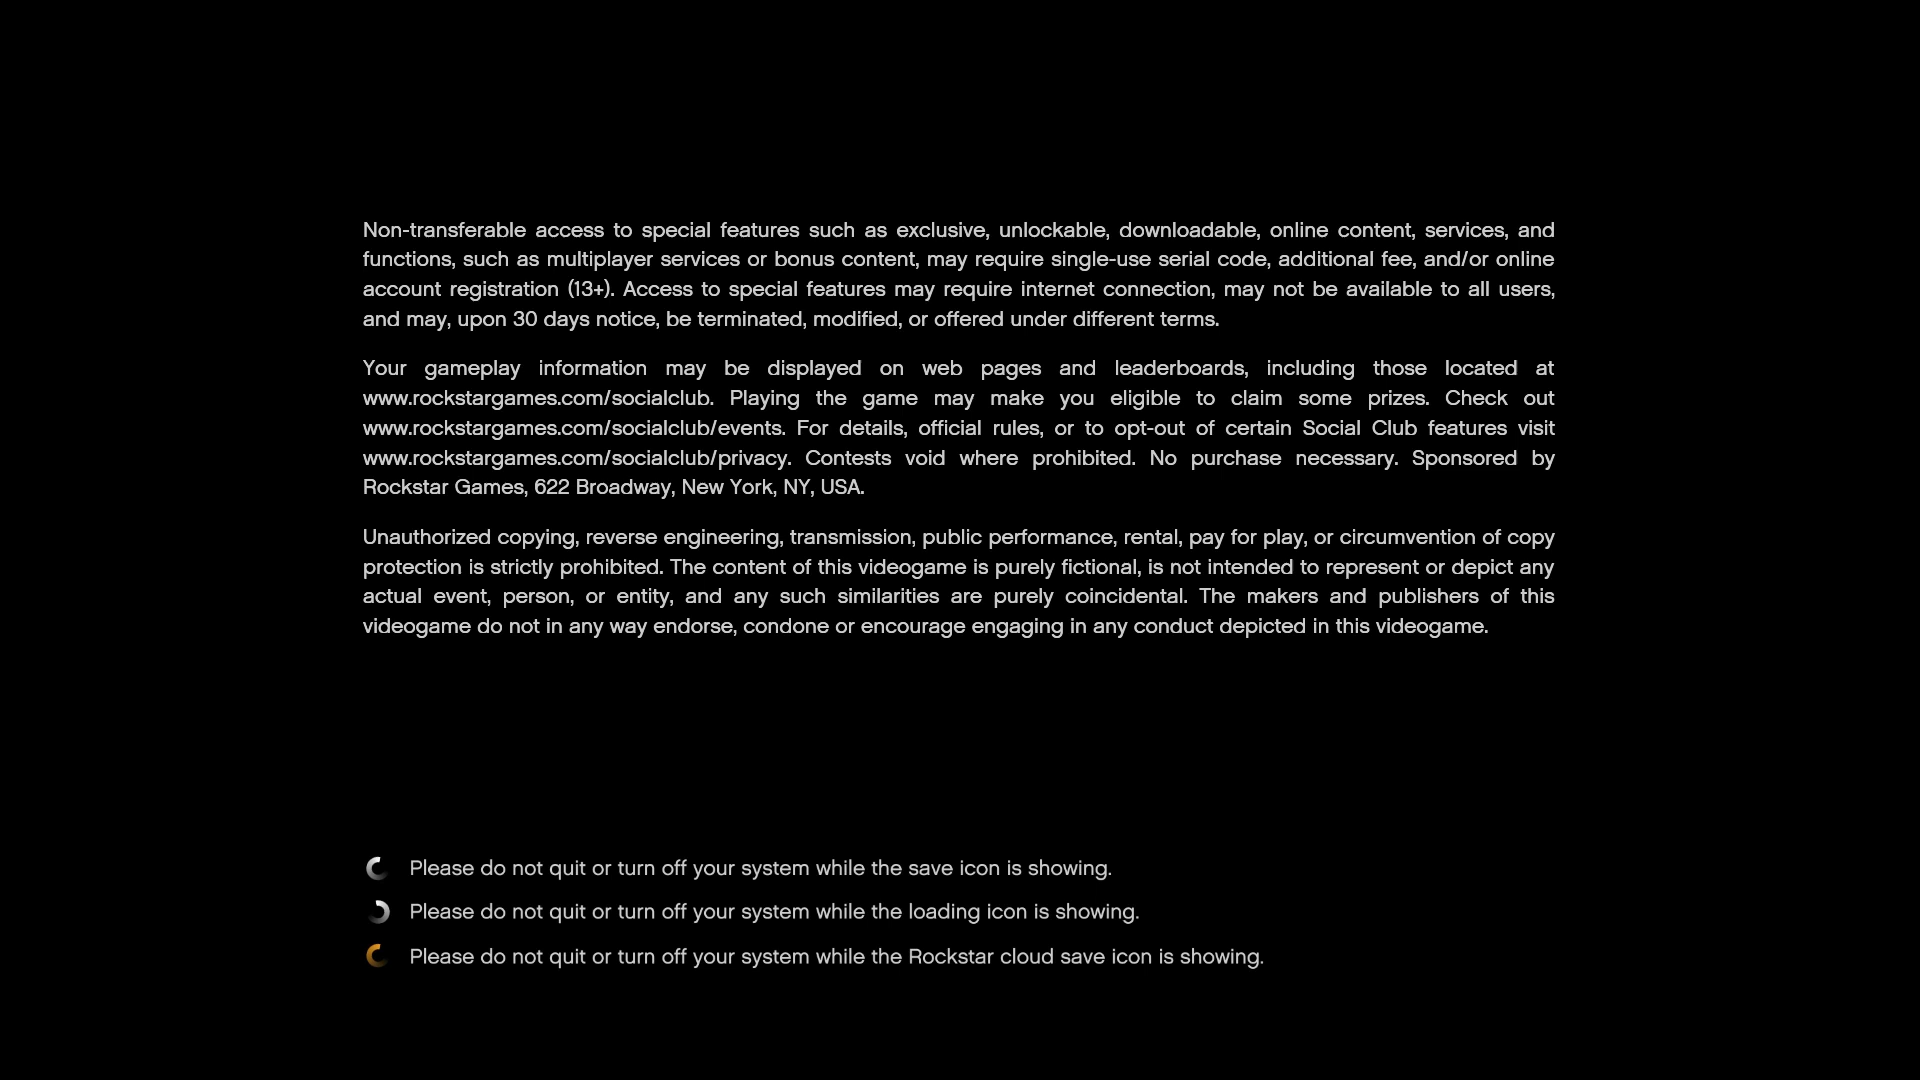 Non-transferable access to special features such as exclusive, unlockable, downloadable, online content, services, and
functions, such as multiplayer services or bonus content, may require single-use serial code, additional fee, and/or online
account registration (13+). Access to special features may require internet connection, may not be available to all users,
and may, upon 30 days notice, be terminated, modified, or offered under different terms.
Your gameplay information may be displayed on web pages and leaderboards, including those located at
www.rockstargames.com/socialclub. Playing the game may make you eligible to claim some prizes. Check out
www.rockstargames.com/socialclub/events. For details, official rules, or to opt-out of certain Social Club features visit
www.rockstargames.com/socialclub/privacy. Contests void where prohibited. No purchase necessary. Sponsored by
Rockstar Games, 622 Broadway, New York, NY, USA.
Unauthorized copying, reverse engineering, transmission, public performance, rental, pay for play, or circumvention of copy
protection is strictly prohibited. The content of this videogame is purely fictional, is not intended to represent or depict any
actual event, person, or entity, and any such similarities are purely coincidental. The makers and publishers of this
videogame do not in any way endorse, condone or encourage engaging in any conduct depicted in this videogame.
Please do not quit or turn off your system while the save icon is showing.
Please do not quit or turn off your system while the loading icon is showing.
Please do not quit or turn off your system while the Rockstar cloud save icon is showing.